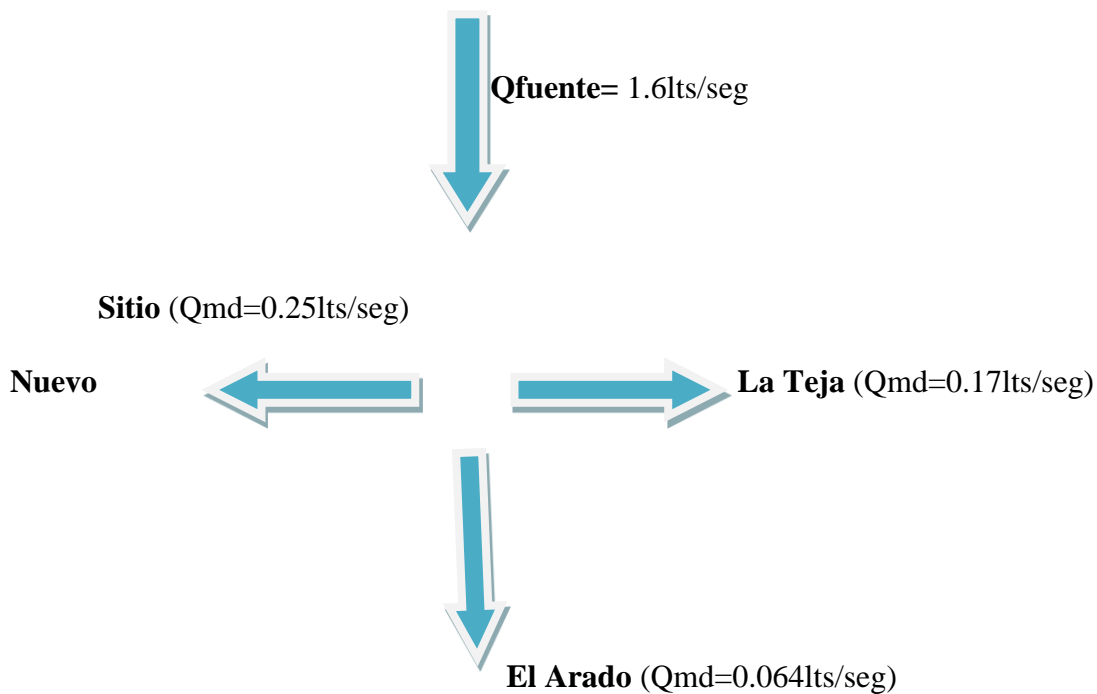 Qfuente= 1.6lts/seg
Sitio (Qmd=0.25lts/seg)
Nuevo
La Teja (Qmd=0.17lts/seg)
El Arado (Qmd=0.064lts/seg)